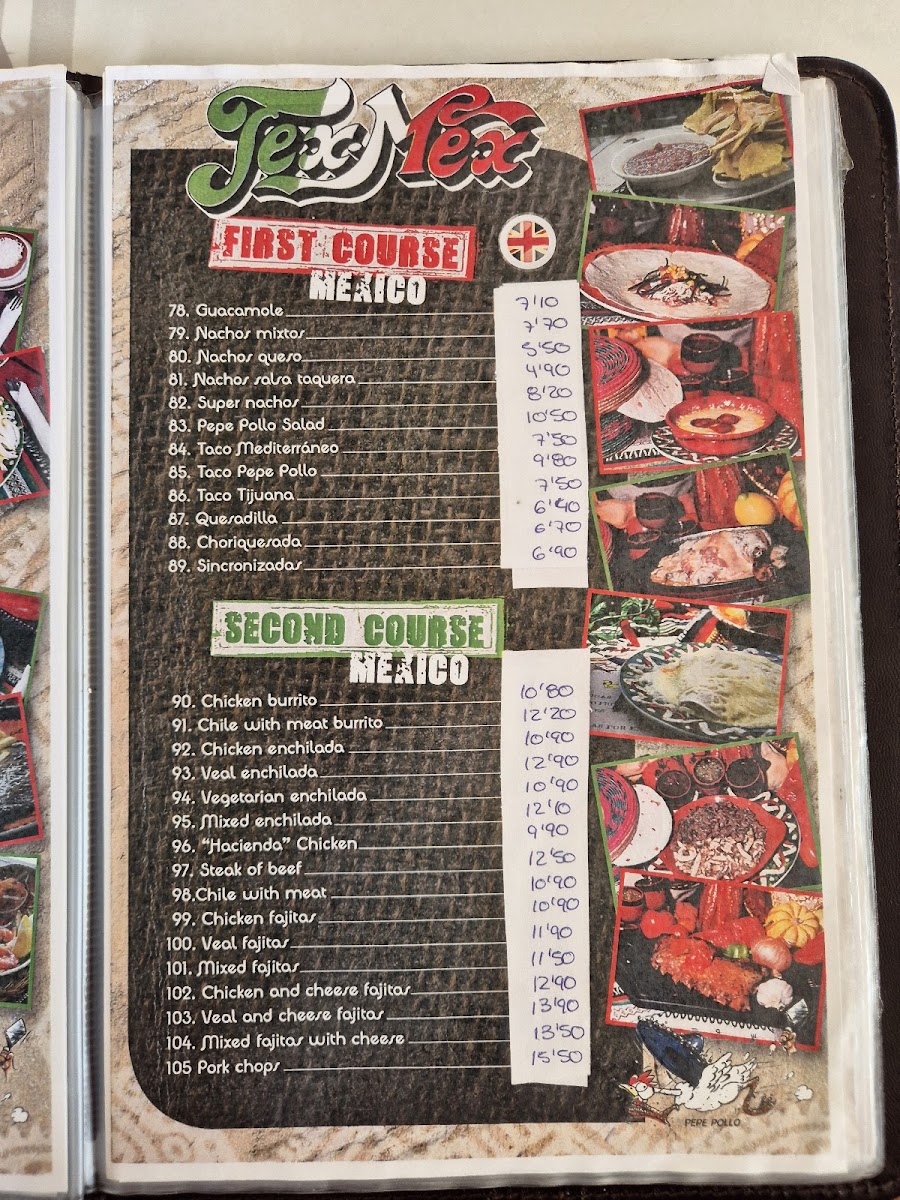 Tex Mex
FIRST COURSE
MEXICO
78. Guacamole 7'10
79. Nachos mixtos 7'70
80. Nachos queso 5'50
81. Nachos salsa taquera 4'90
82. Super nachos 8'20
83. Pepe Pollo Salad 10'50
84. Taco Mediterráneo 7'50
85. Taco Pepe Pollo 9'80
86. Taco Tijuana 7'50
87. Quesadilla 6'40
88. Choriquesada 6'70
89. Sincronizadas 6'90
SECOND COURSE
MEXICO
90. Chicken burrito 10'80
91. Chile with meat burrito 12'20
92. Chicken enchilada 10'90
93. Veal enchilada 12'90
94. Vegetarian enchilada 10'90
95. Mixed enchilada 12'10
96. "Hacienda" Chicken 9'90
97. Steak of beef 12'50
98.Chile with meat 10'90
99. Chicken fajitas 10'90
100. Veal fajitas 11'90
101. Mixed fajitas 11'50
102. Chicken and cheese fajitas 12'90
103. Veal and cheese fajitas 13'90
104. Mixed fajitas with cheese 13'50
105 Pork chops 15'50
PEPE POLLO